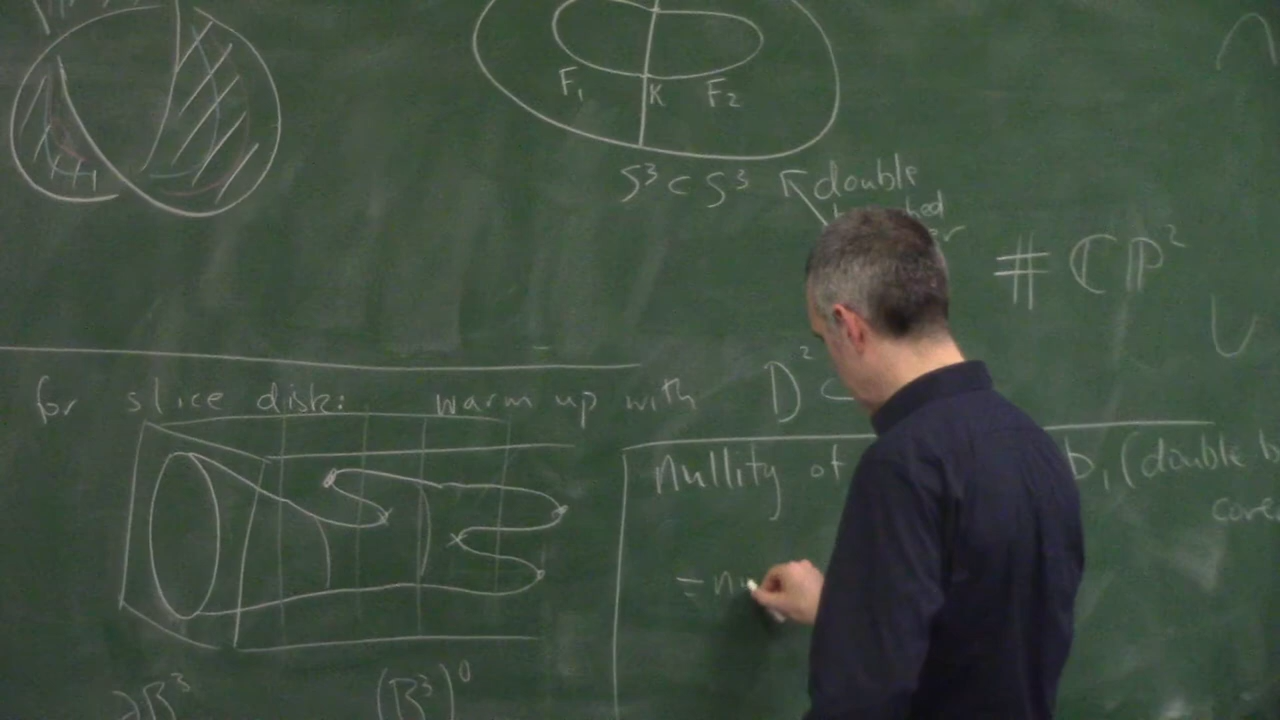 F₁ K F₂
S³ ⊂ S³ double
# ℂℙ²
for slice disk: warm up with D² ⊂
Nullity of b₁ (double
= n
∂B³ (B³)⁰